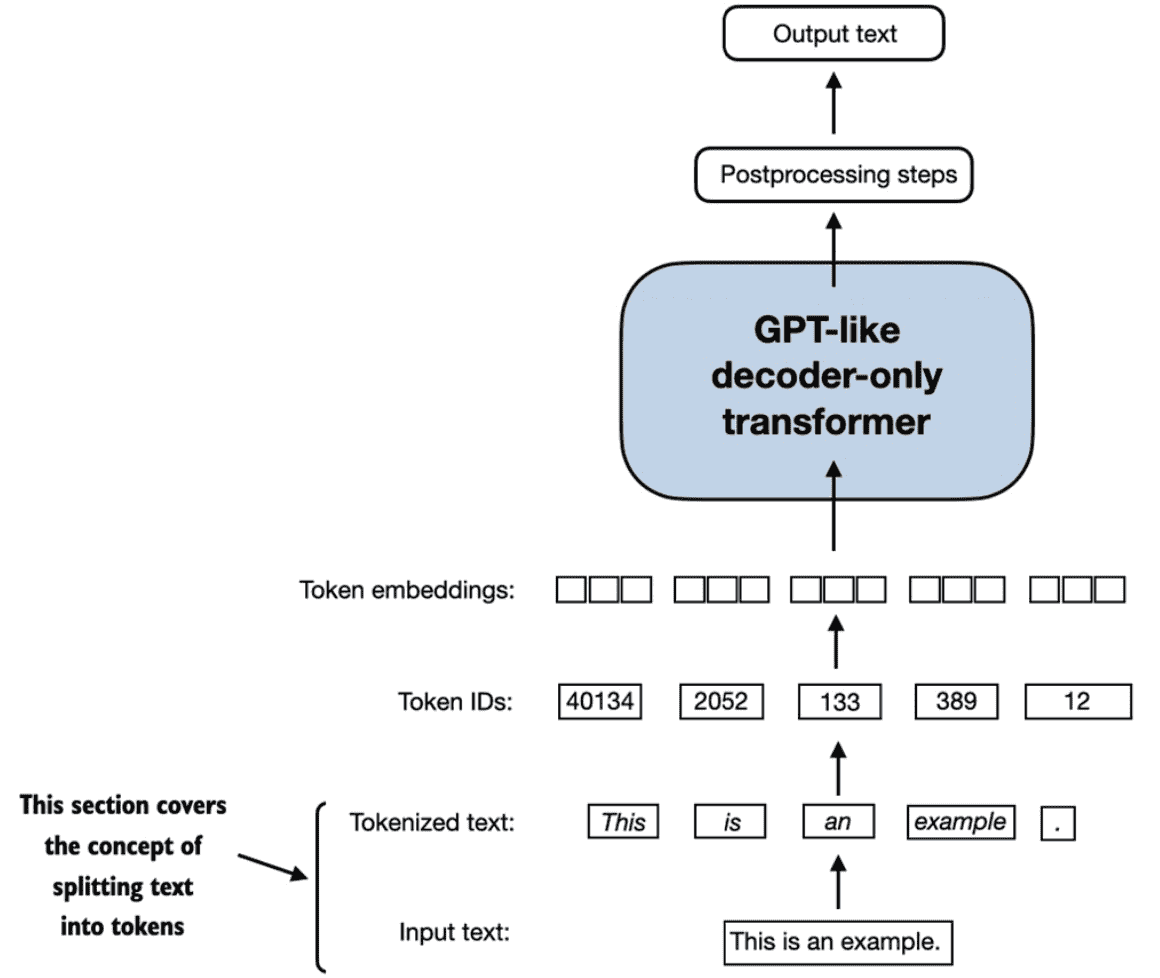 Output text
Postprocessing steps
GPT-like
decoder-only
transformer
Token embeddings:
Token IDs: 40134 2052 133 389 12
This section covers
the concept of
splitting text
into tokens
Tokenized text: This is an example .
Input text: This is an example.